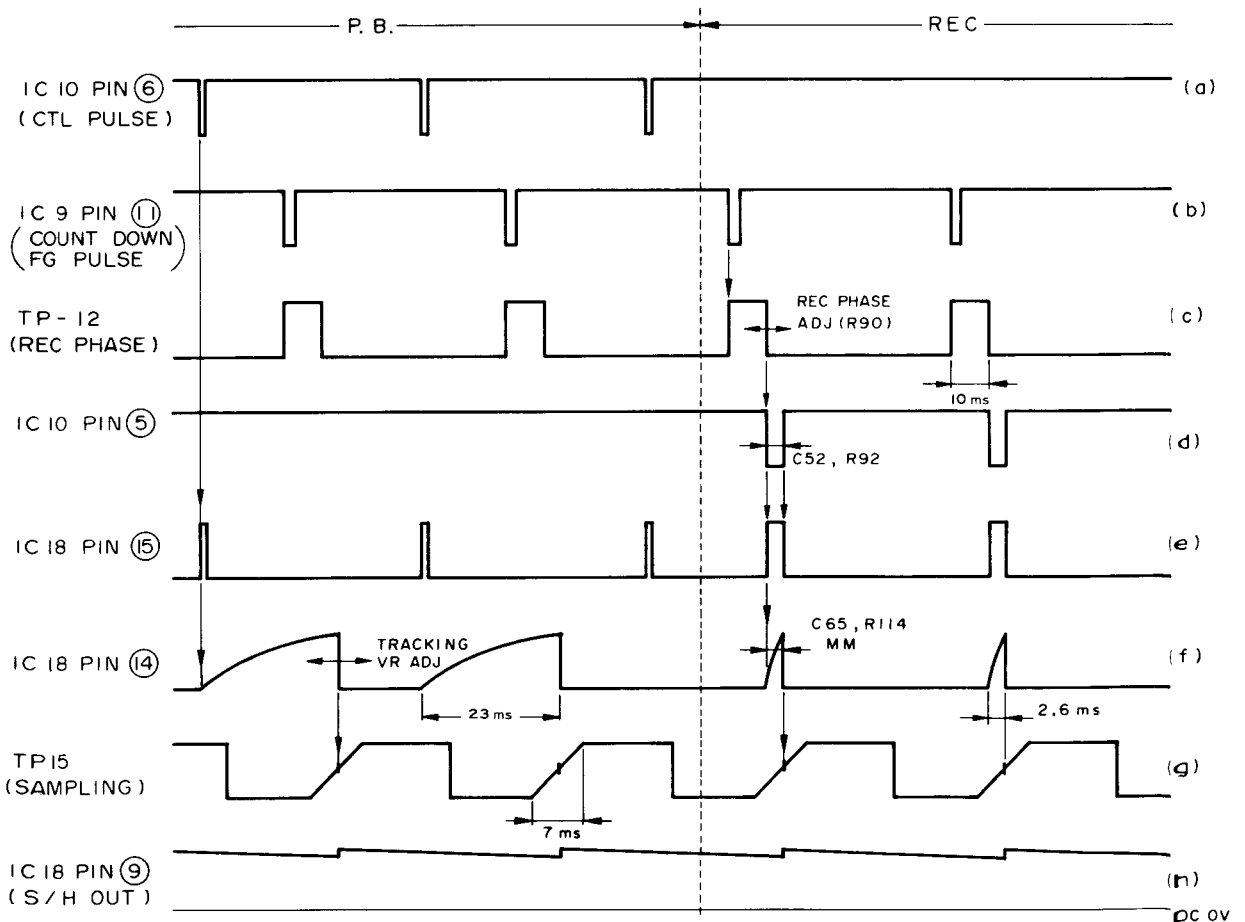 P.B. REC
IC 10 PIN ⑥
(CTL PULSE)
(a)
IC 9 PIN ⑪
(COUNT DOWN
FG PULSE)
(b)
TP-12
(REC PHASE)
REC PHASE
ADJ (R90)
(c)
10 ms
IC 10 PIN ⑤
C52, R92
(d)
IC 18 PIN ⑮
(e)
IC 18 PIN ⑭
TRACKING
VR ADJ
C65, R114
MM
(f)
23 ms
2.6 ms
TP15
(SAMPLING)
(g)
7 ms
IC 18 PIN ⑨
(S/H OUT)
(h)
DC 0V